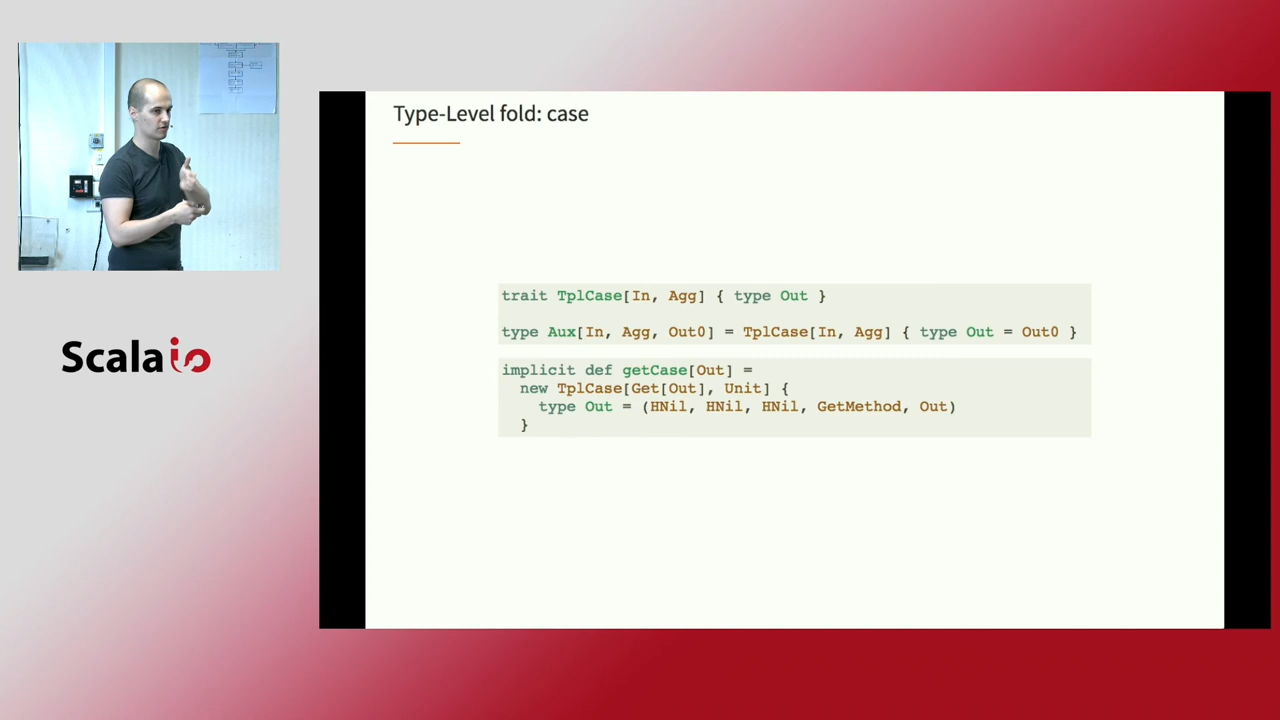 Type-Level fold: case
trait TplCase[In, Agg] { type Out }
type Aux[In, Agg, Out0] = TplCase[In, Agg] { type Out = Out0 }
implicit def getCase[Out] =
new TplCase[Get[Out], Unit] {
type Out = (HNil, HNil, HNil, GetMethod, Out)
}
Scala io